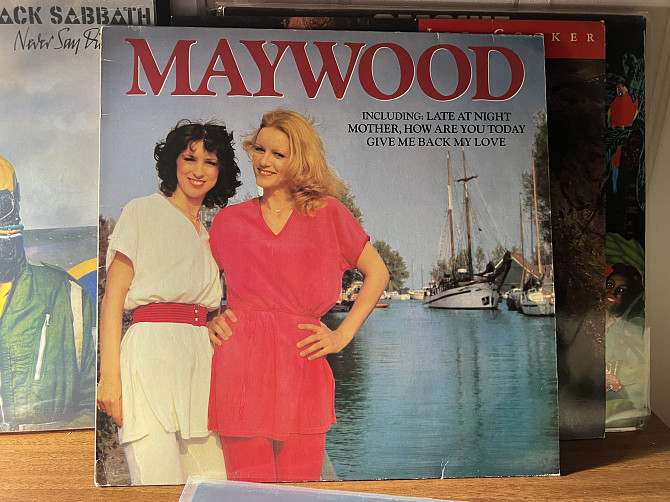 ACK SABBATH
Never Say Di
MAYWOOD
INCLUDING: LATE AT NIGHT
MOTHER, HOW ARE YOU TODAY
GIVE ME BACK MY LOVE